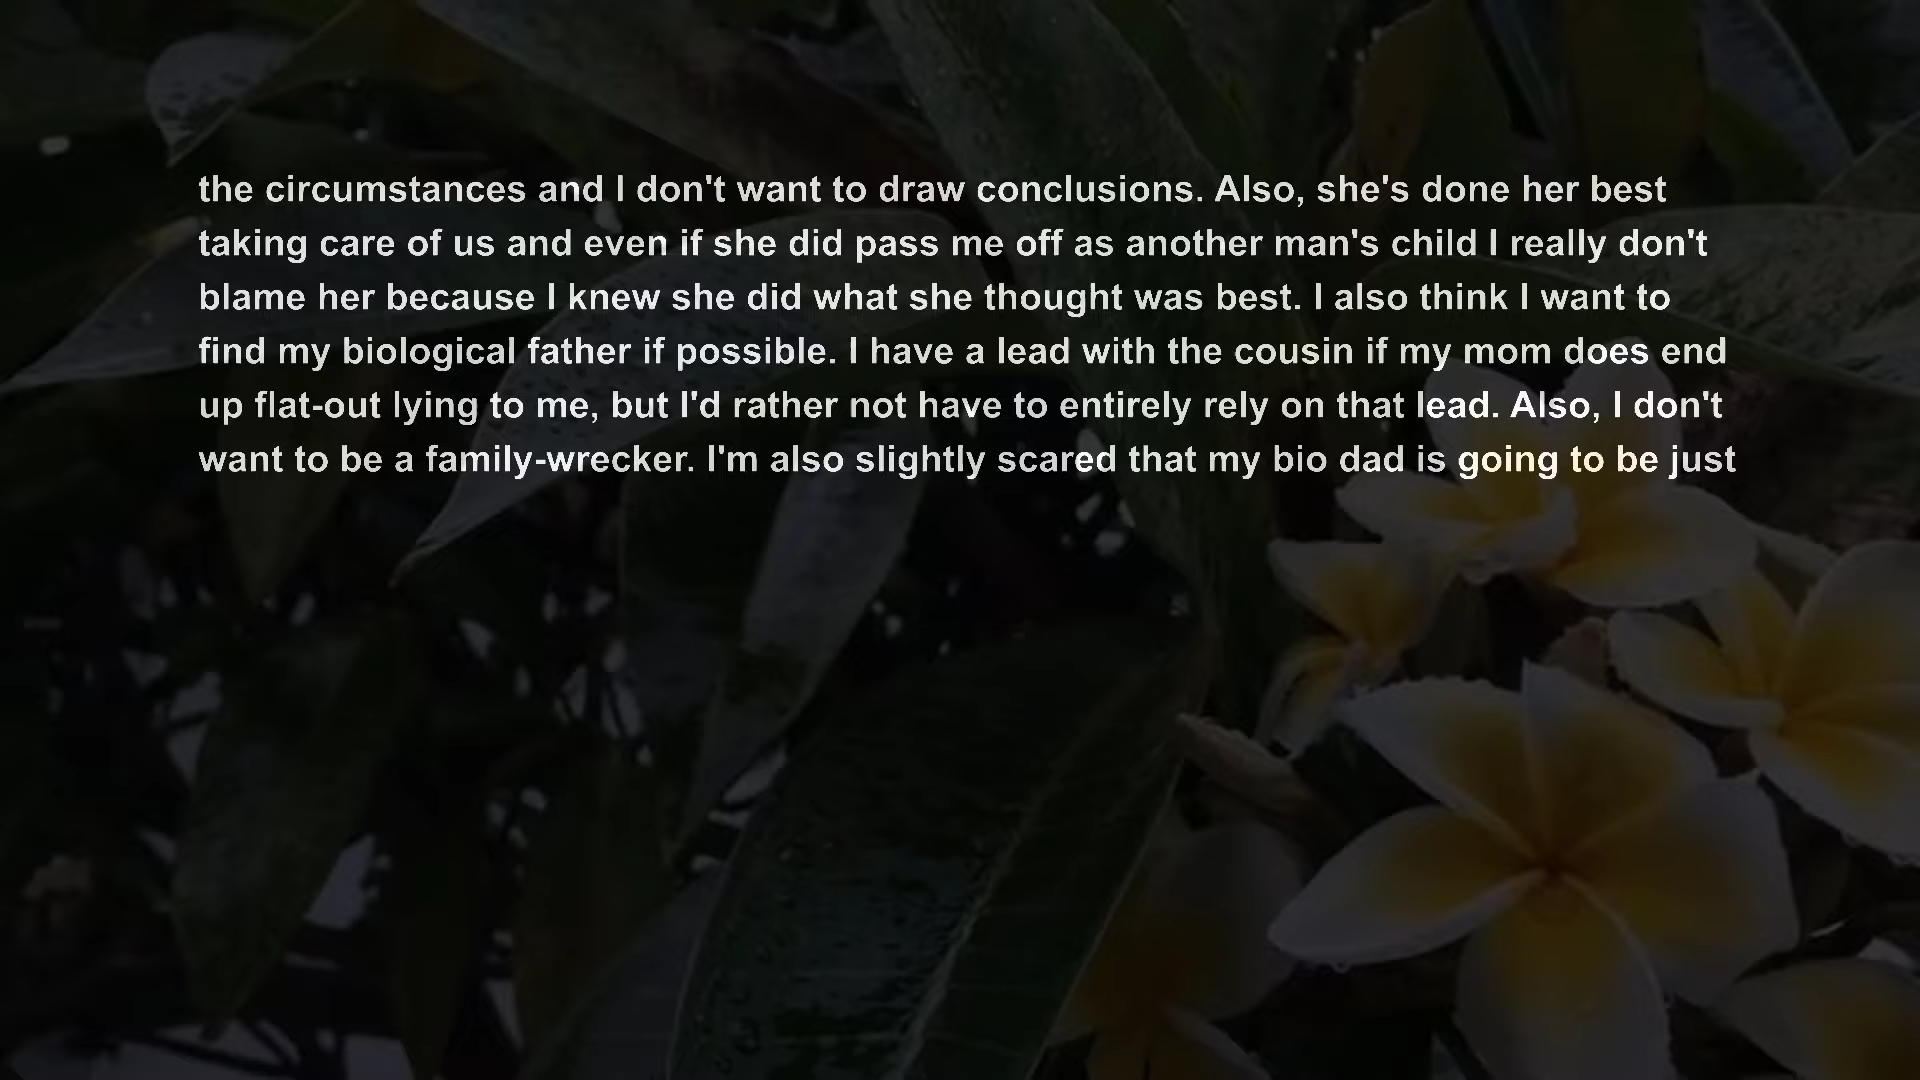 the circumstances and I don't want to draw conclusions. Also, she's done her best
taking care of us and even if she did pass me off as another man's child I really don't
blame her because I knew she did what she thought was best. I also think I want to
find my biological father if possible. I have a lead with the cousin if my mom does end
up flat-out lying to me, but I'd rather not have to entirely rely on that lead. Also, I don't
want to be a family-wrecker. I'm also slightly scared that my bio dad is going to be just